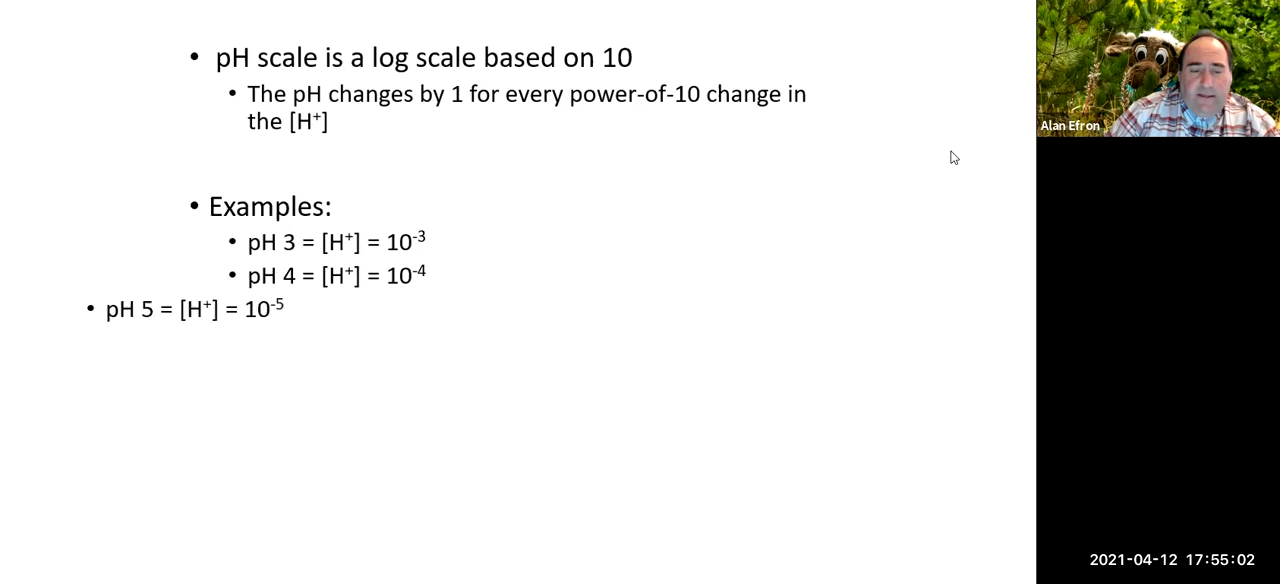 • pH scale is a log scale based on 10
• The pH changes by 1 for every power-of-10 change in
the [H⁺]
• Examples:
• pH 3 = [H⁺] = 10⁻³
• pH 4 = [H⁺] = 10⁻⁴
• pH 5 = [H⁺] = 10⁻⁵
Alan Efron
2021-04-12 17:55:02